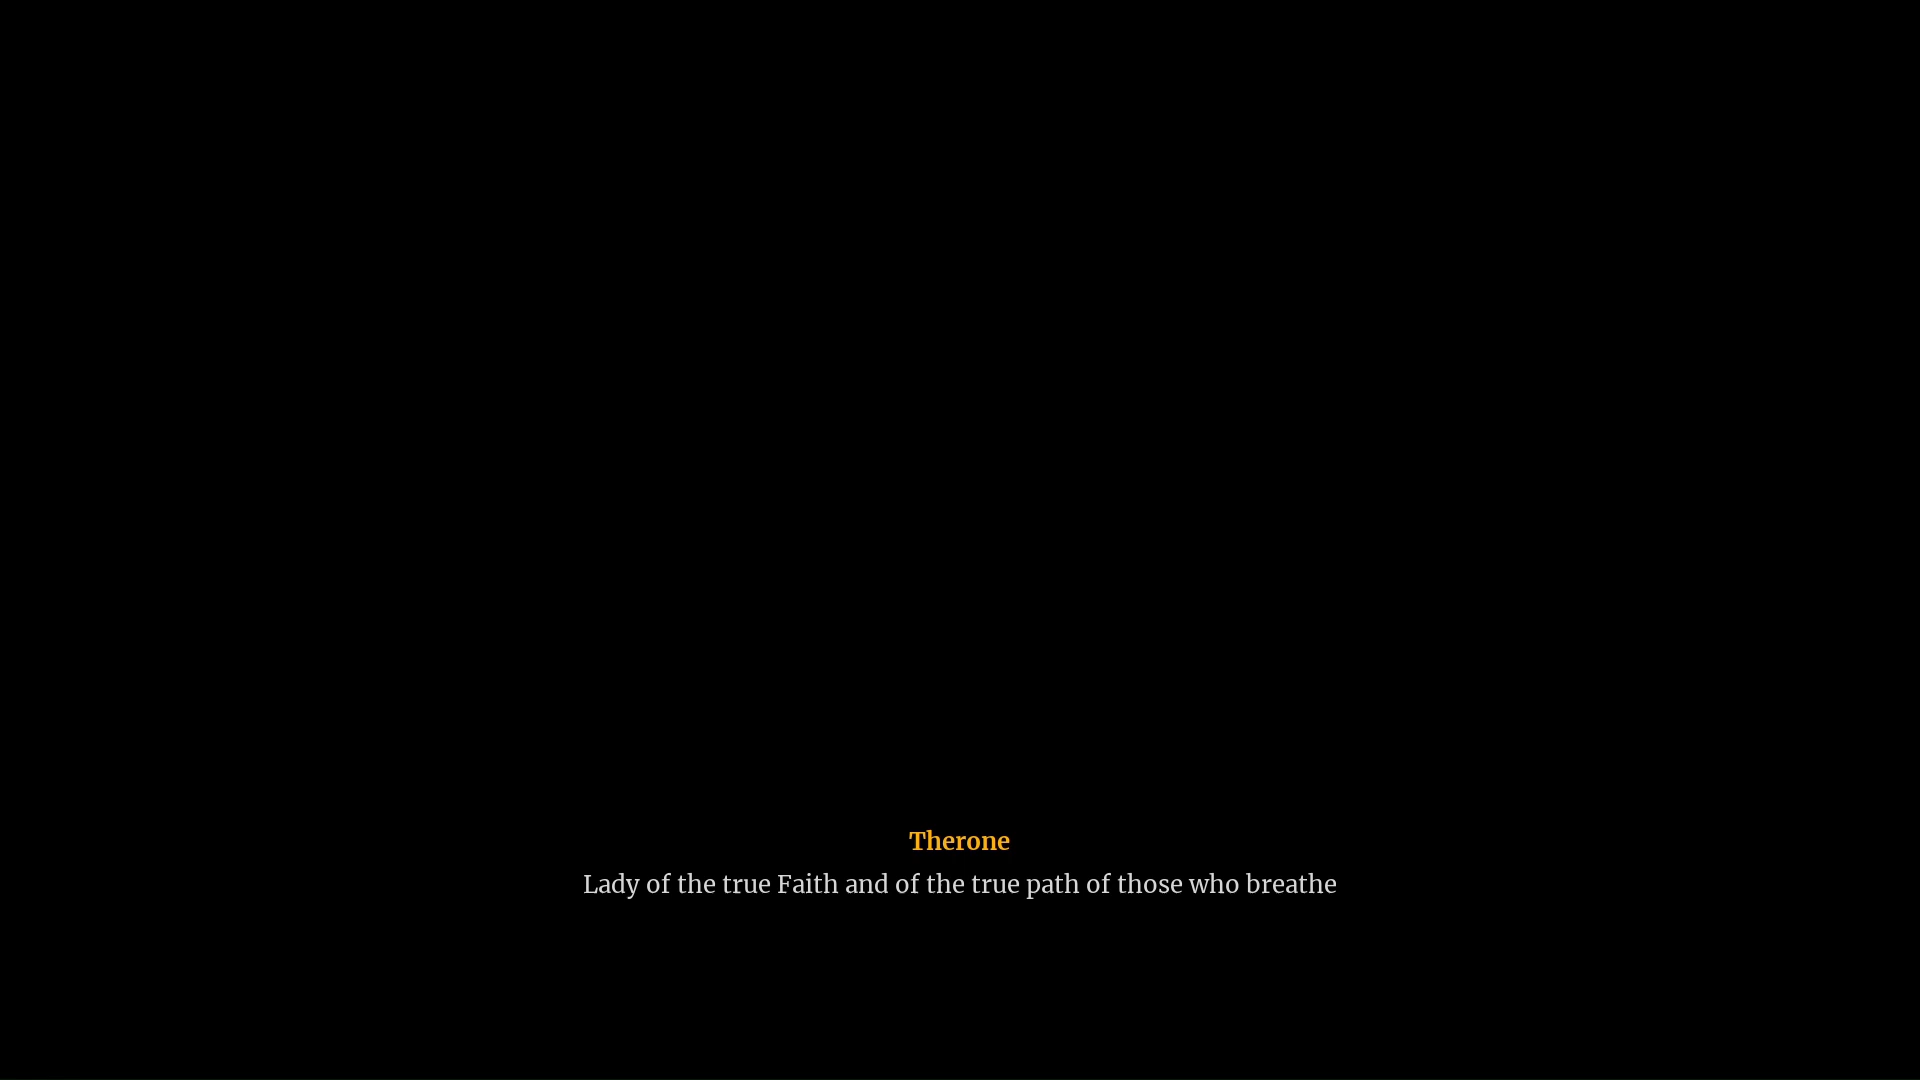 Therone
Lady of the true Faith and of the true path of those who breathe